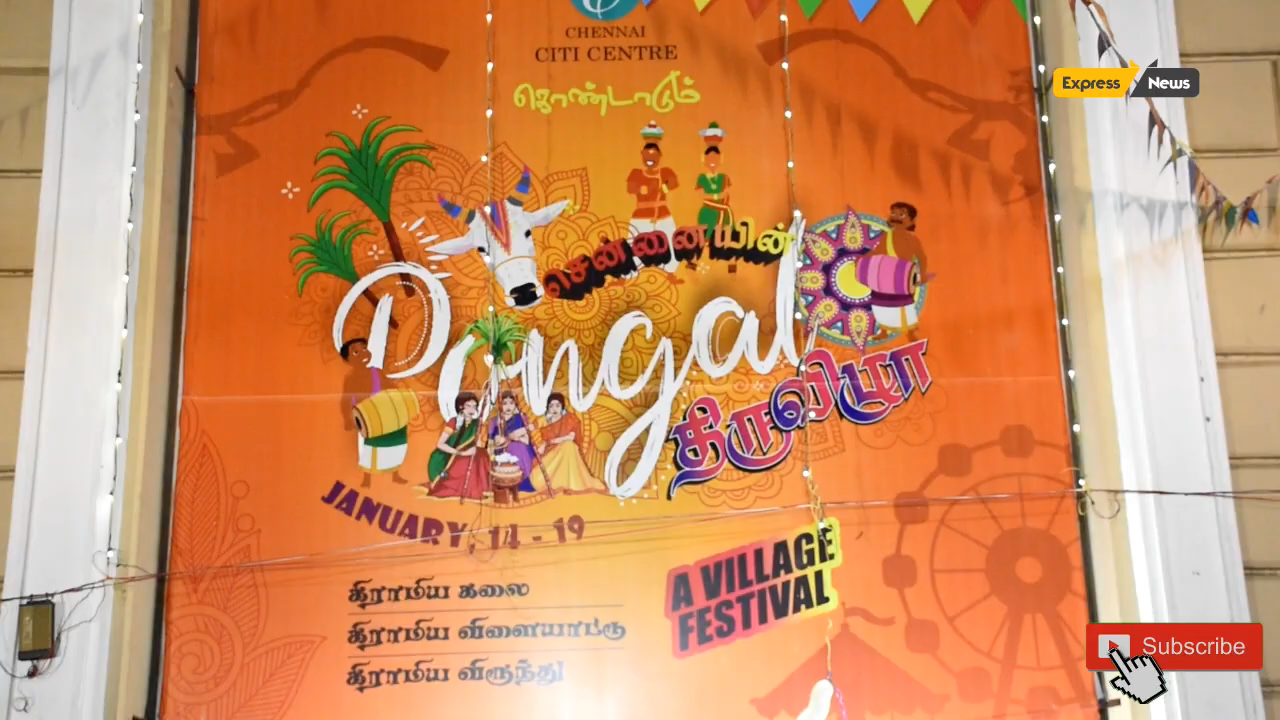 CHENNAI
CITI CENTRE
Express News
கொண்டாடும்
சென்னையின்
Pongal
திருவிழா
JANUARY, 14 - 19
A VILLAGE
FESTIVAL
கிராமிய கலை
கிராமிய விளையாட்டு
கிராமிய விருந்து
Subscribe